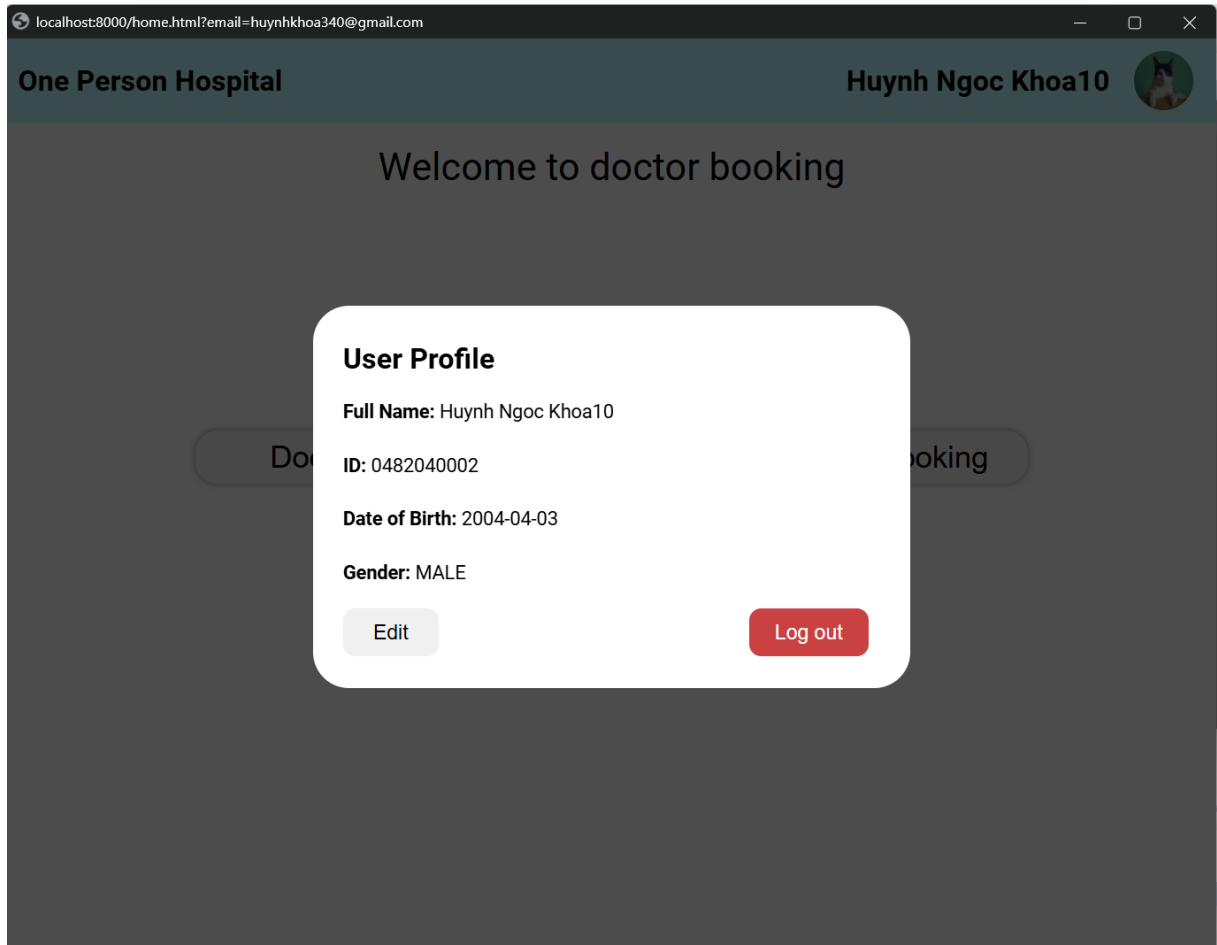 localhost:8000/home.html?email=huynhkhoa340@gmail.com
One Person Hospital
Huynh Ngoc Khoa10
Welcome to doctor booking
User Profile
Full Name: Huynh Ngoc Khoa10
ID: 0482040002
Date of Birth: 2004-04-03
Gender: MALE
Edit
Log out